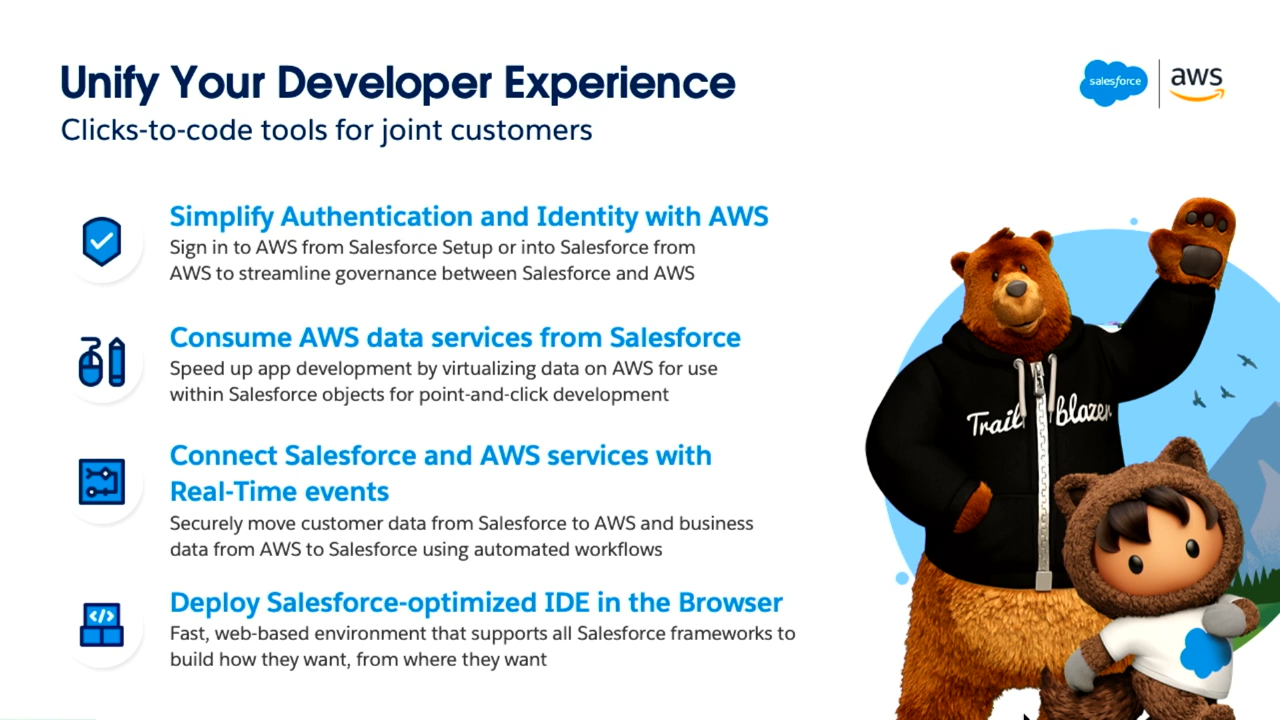 Unify Your Developer Experience
Clicks-to-code tools for joint customers
salesforce
aws
Simplify Authentication and Identity with AWS
Sign in to AWS from Salesforce Setup or into Salesforce from
AWS to streamline governance between Salesforce and AWS
Consume AWS data services from Salesforce
Speed up app development by virtualizing data on AWS for use
within Salesforce objects for point-and-click development
Connect Salesforce and AWS services with
Real-Time events
Securely move customer data from Salesforce to AWS and business
data from AWS to Salesforce using automated workflows
</>
Deploy Salesforce-optimized IDE in the Browser
Fast, web-based environment that supports all Salesforce frameworks to
build how they want, from where they want
Trailblazer